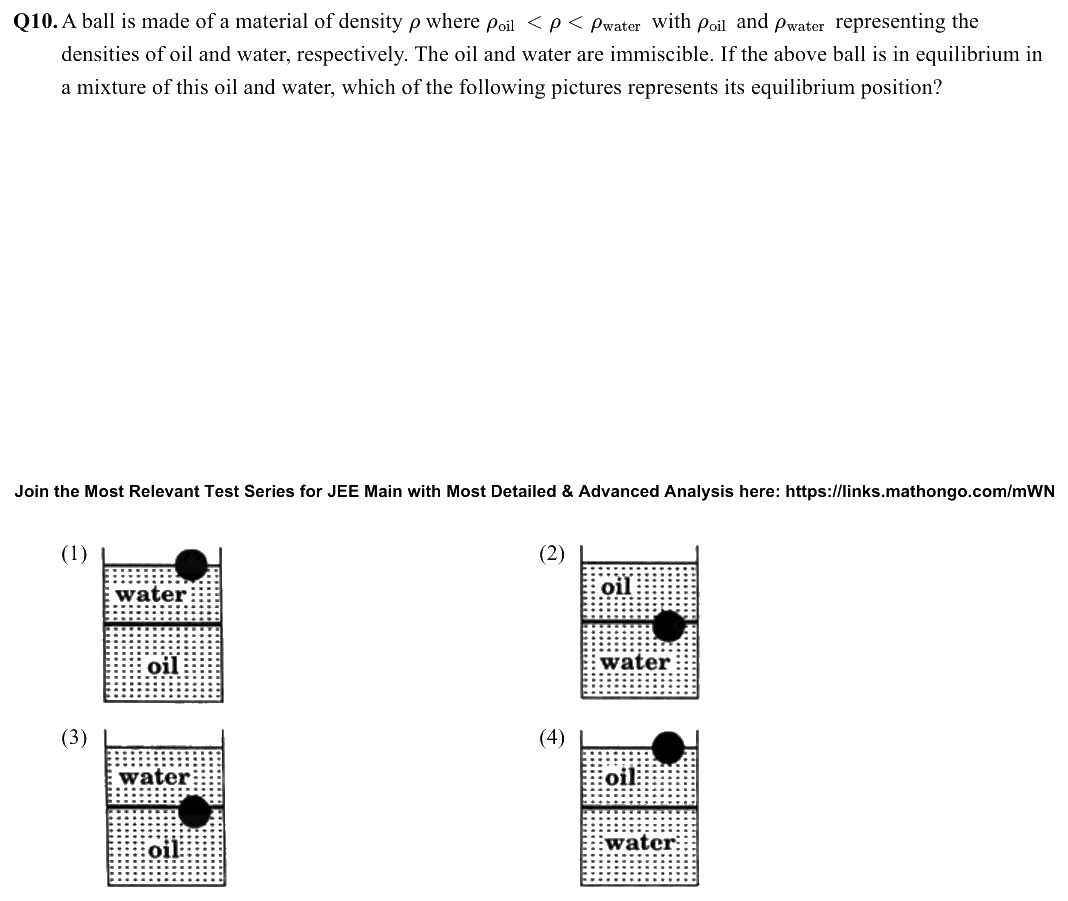 Q10. A ball is made of a material of density ρ where ρoil < ρ < ρwater with ρoil and ρwater representing the
densities of oil and water, respectively. The oil and water are immiscible. If the above ball is in equilibrium in
a mixture of this oil and water, which of the following pictures represents its equilibrium position?
Join the Most Relevant Test Series for JEE Main with Most Detailed & Advanced Analysis here: https://links.mathongo.com/mWN
(1) (2)
water oil
oil water
(3) (4)
water oil
oil water